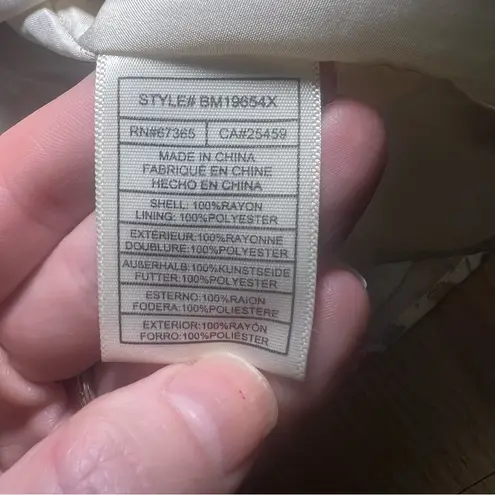 STYLE# BM19654X
RN#67365 CA#25459
MADE IN CHINA
FABRIQUÉ EN CHINE
HECHO EN CHINA
SHELL: 100%RAYON
LINING: 100%POLYESTER
EXTÉRIEUR:100%RAYONNE
DOUBLURE:100%POLYESTER
AUßERHALB:100%KUNSTSEIDE
FUTTER:100%POLYESTER
ESTERNO:100%RAION
FODERA:100%POLIESTERE
EXTERIOR:100%RAYÓN
FORRO:100%POLIÉSTER